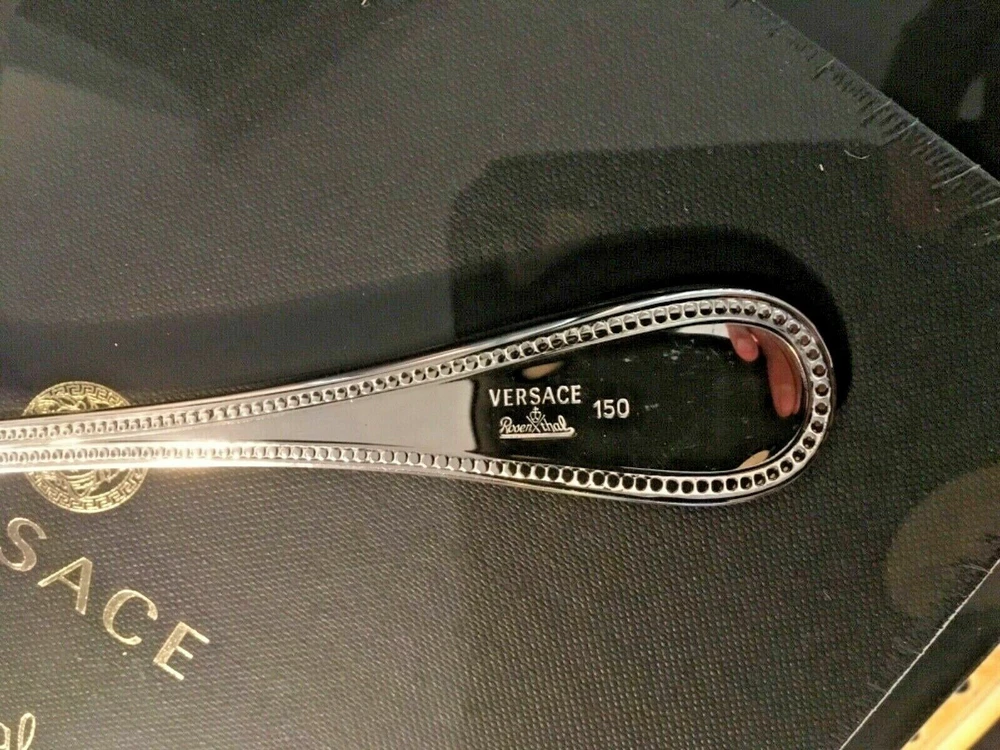 VERSACE
Rosenthal
150
SACE